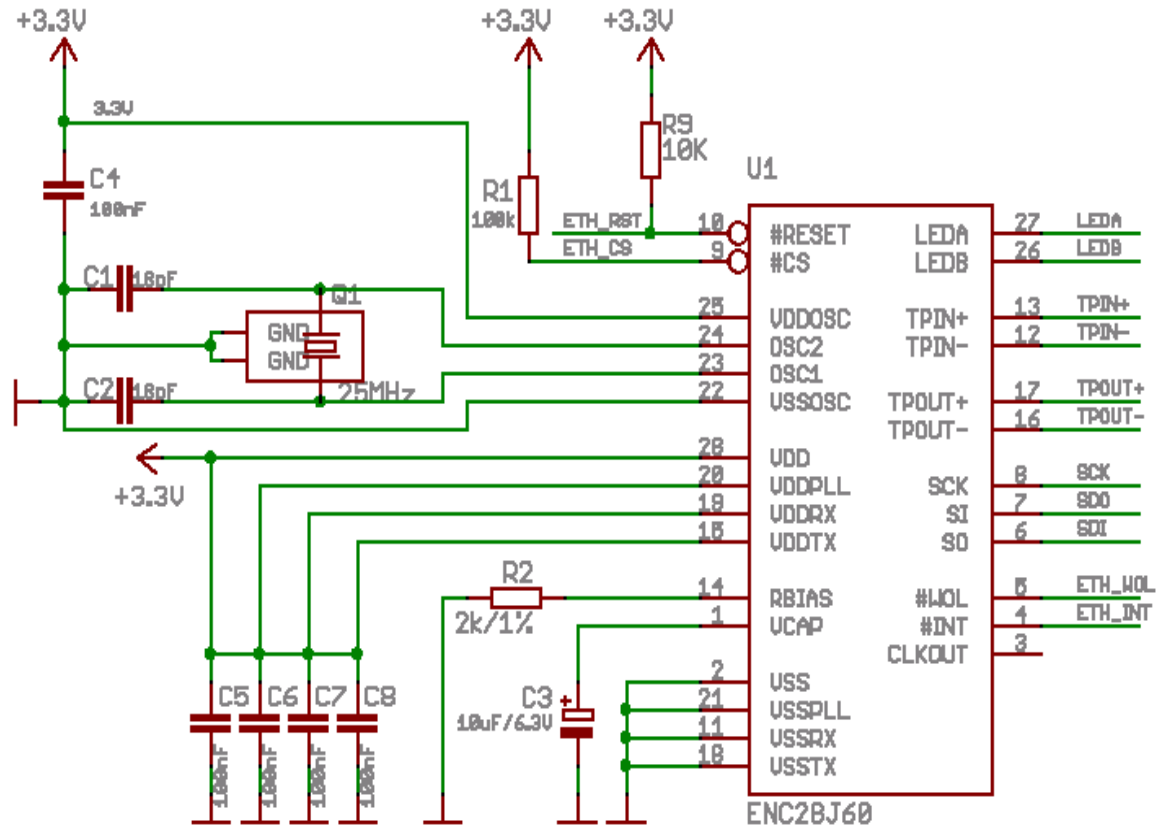 +3.3V
+3.3V
+3.3V
3.3V
C4
100nF
R9
10K
R1
100k
U1
ETH_RST
ETH_CS
C1
18pF
Q1
GND
GND
C2
18pF
25MHz
+3.3V
10
#RESET
9
#CS
25
VDDOSC
24
OSC2
23
OSC1
22
VSSOSC
28
VDD
20
VDDPLL
19
VDDRX
15
VDDTX
R2
2k/1%
14
RBIAS
1
VCAP
C3
+
10uF/6.3V
2
VSS
21
VSSPLL
11
VSSRX
18
VSSTX
LEDA
27
LEDA
LEDB
26
LEDB
TPIN+
13
TPIN+
TPIN-
12
TPIN-
TPOUT+
17
TPOUT+
TPOUT-
16
TPOUT-
SCK
8
SCK
SI
7
SDO
SO
6
SDI
#WOL
5
ETH_WOL
#INT
4
ETH_INT
CLKOUT
3
C5
C6
C7
C8
100nF
100nF
100nF
100nF
ENC28J60